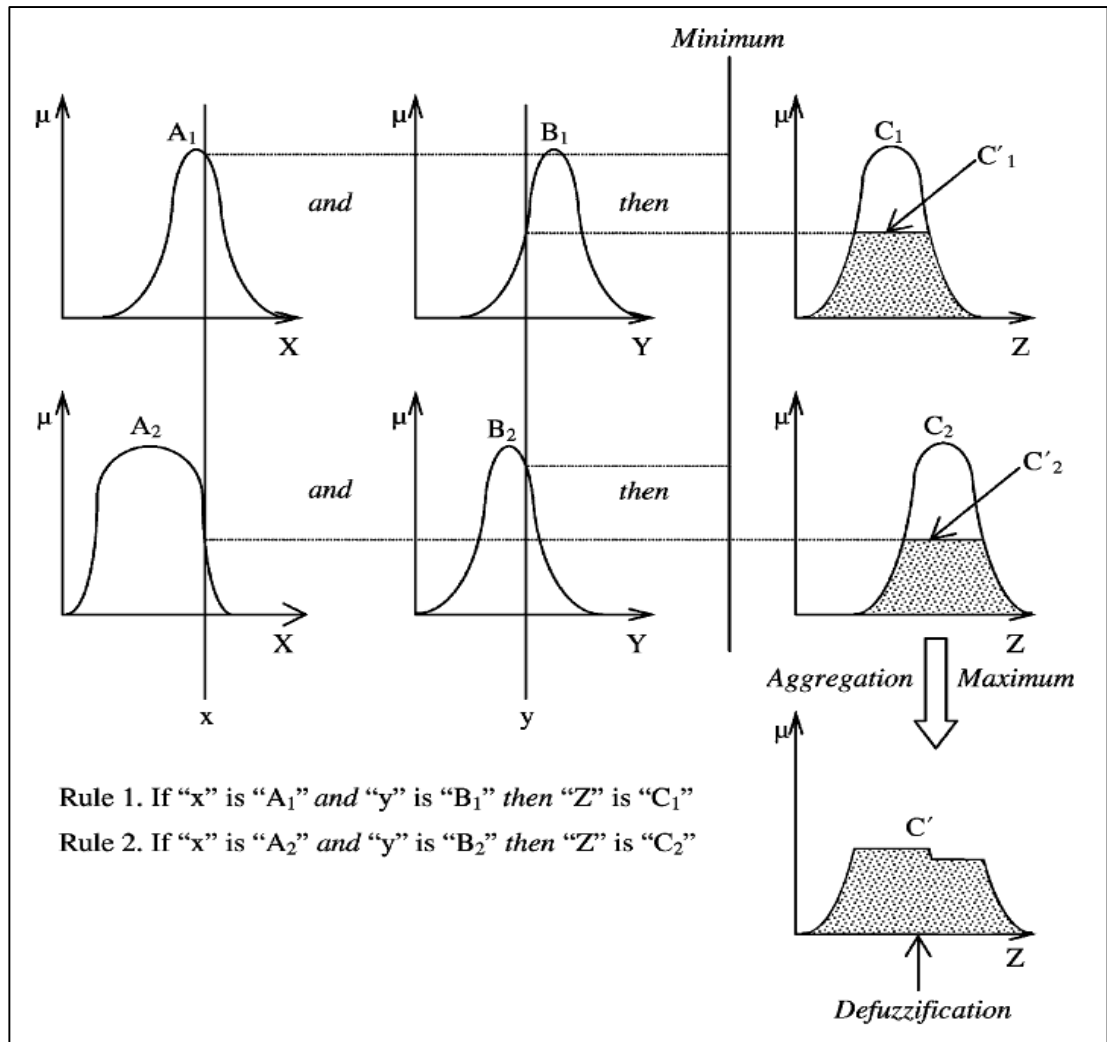 Minimum
μ
A₁
μ
B₁
μ
C₁
C′₁
and
then
X
Y
Z
μ
A₂
μ
B₂
μ
C₂
C′₂
and
then
X
Y
Z
x
y
Aggregation
Maximum
μ
Rule 1. If “x” is “A₁” and “y” is “B₁” then “Z” is “C₁”
Rule 2. If “x” is “A₂” and “y” is “B₂” then “Z” is “C₂”
C′
Z
Defuzzification